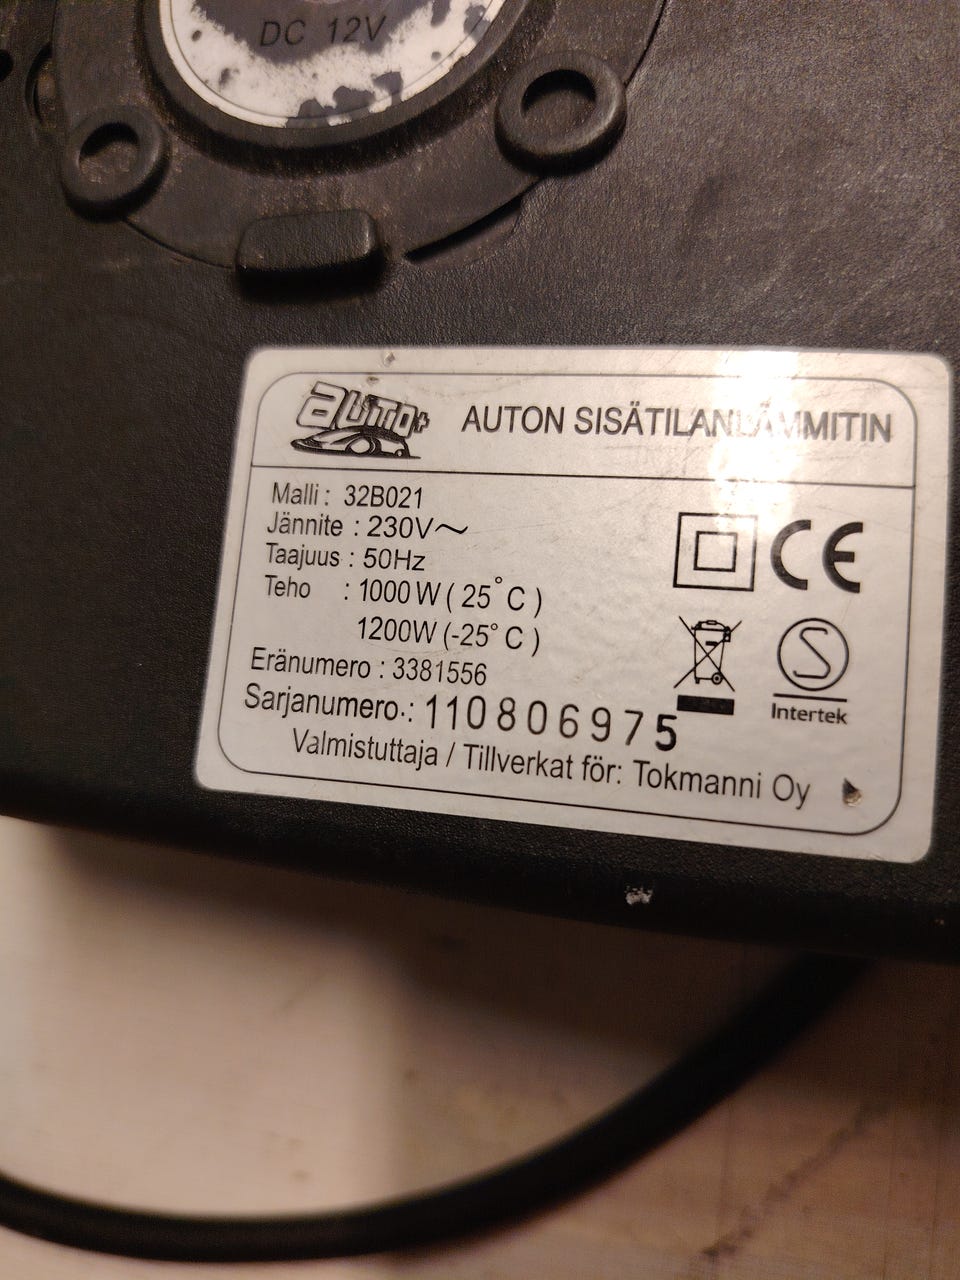 DC 12V
auto+ AUTON SISÄTILANLÄMMITIN
Malli : 32B021
Jännite : 230V~
Taajuus : 50Hz
Teho : 1000 W ( 25°C )
1200W (-25°C )
Eränumero : 3381556
Sarjanumero.: 110806975
Valmistuttaja / Tillverkat för: Tokmanni Oy
CE
S
Intertek